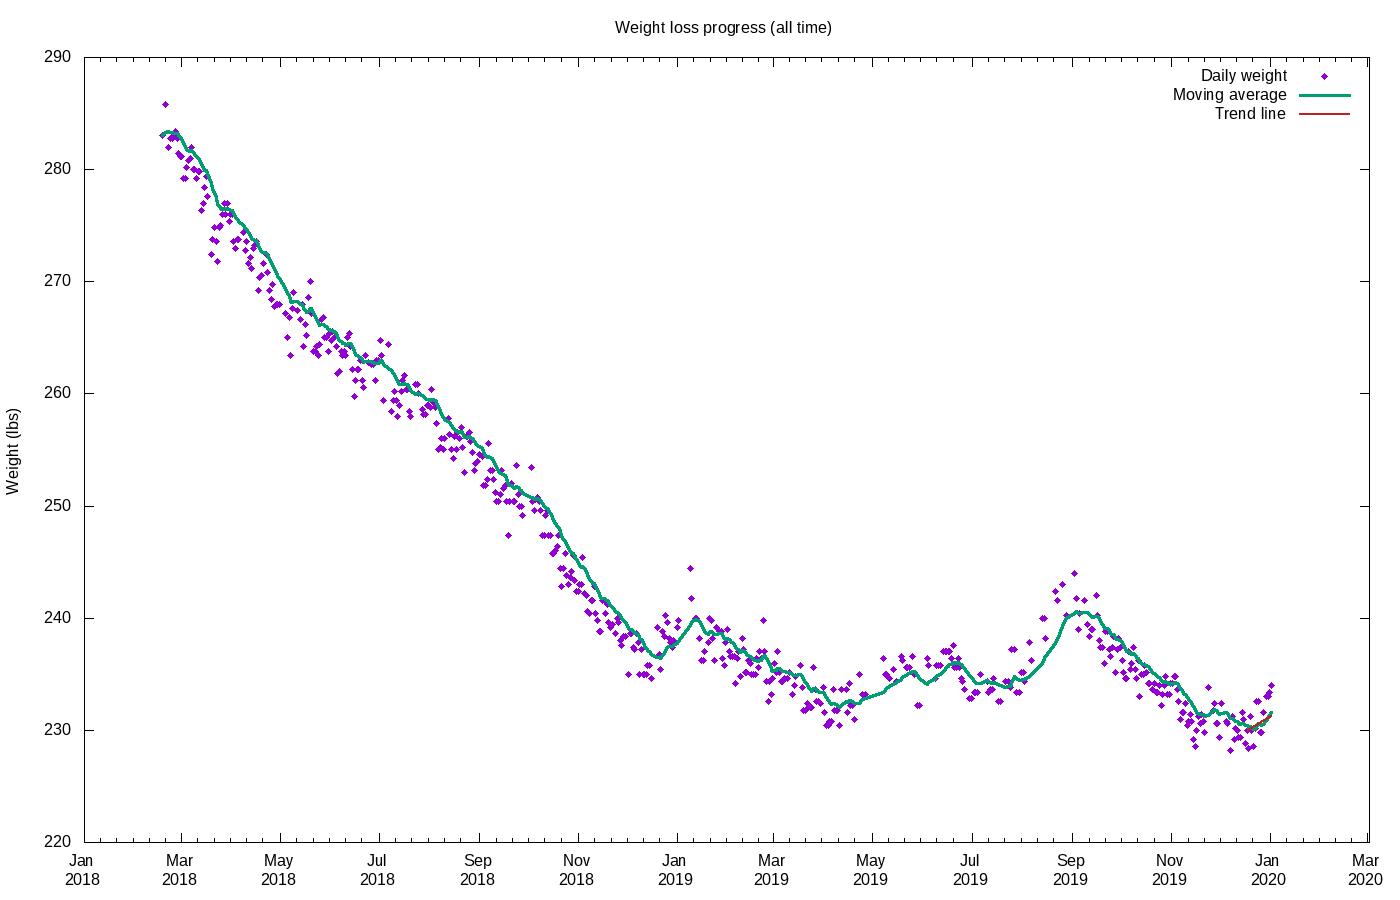 Weight loss progress (all time)
290
280
270
260
250
240
230
220
Weight (lbs)
Daily weight
Moving average
Trend line
Jan Mar May Jul Sep Nov Jan Mar May Jul Sep Nov Jan Mar
2018 2018 2018 2018 2018 2018 2019 2019 2019 2019 2019 2019 2020 2020